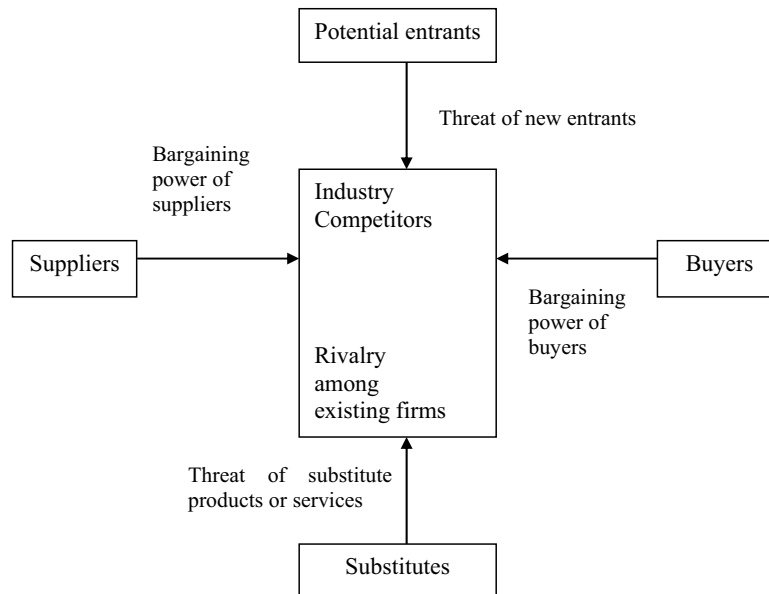 Potential entrants
Threat of new entrants
Bargaining
power of
suppliers
Industry
Competitors
Suppliers
Buyers
Bargaining
power of
buyers
Rivalry
among
existing firms
Threat of substitute
products or services
Substitutes